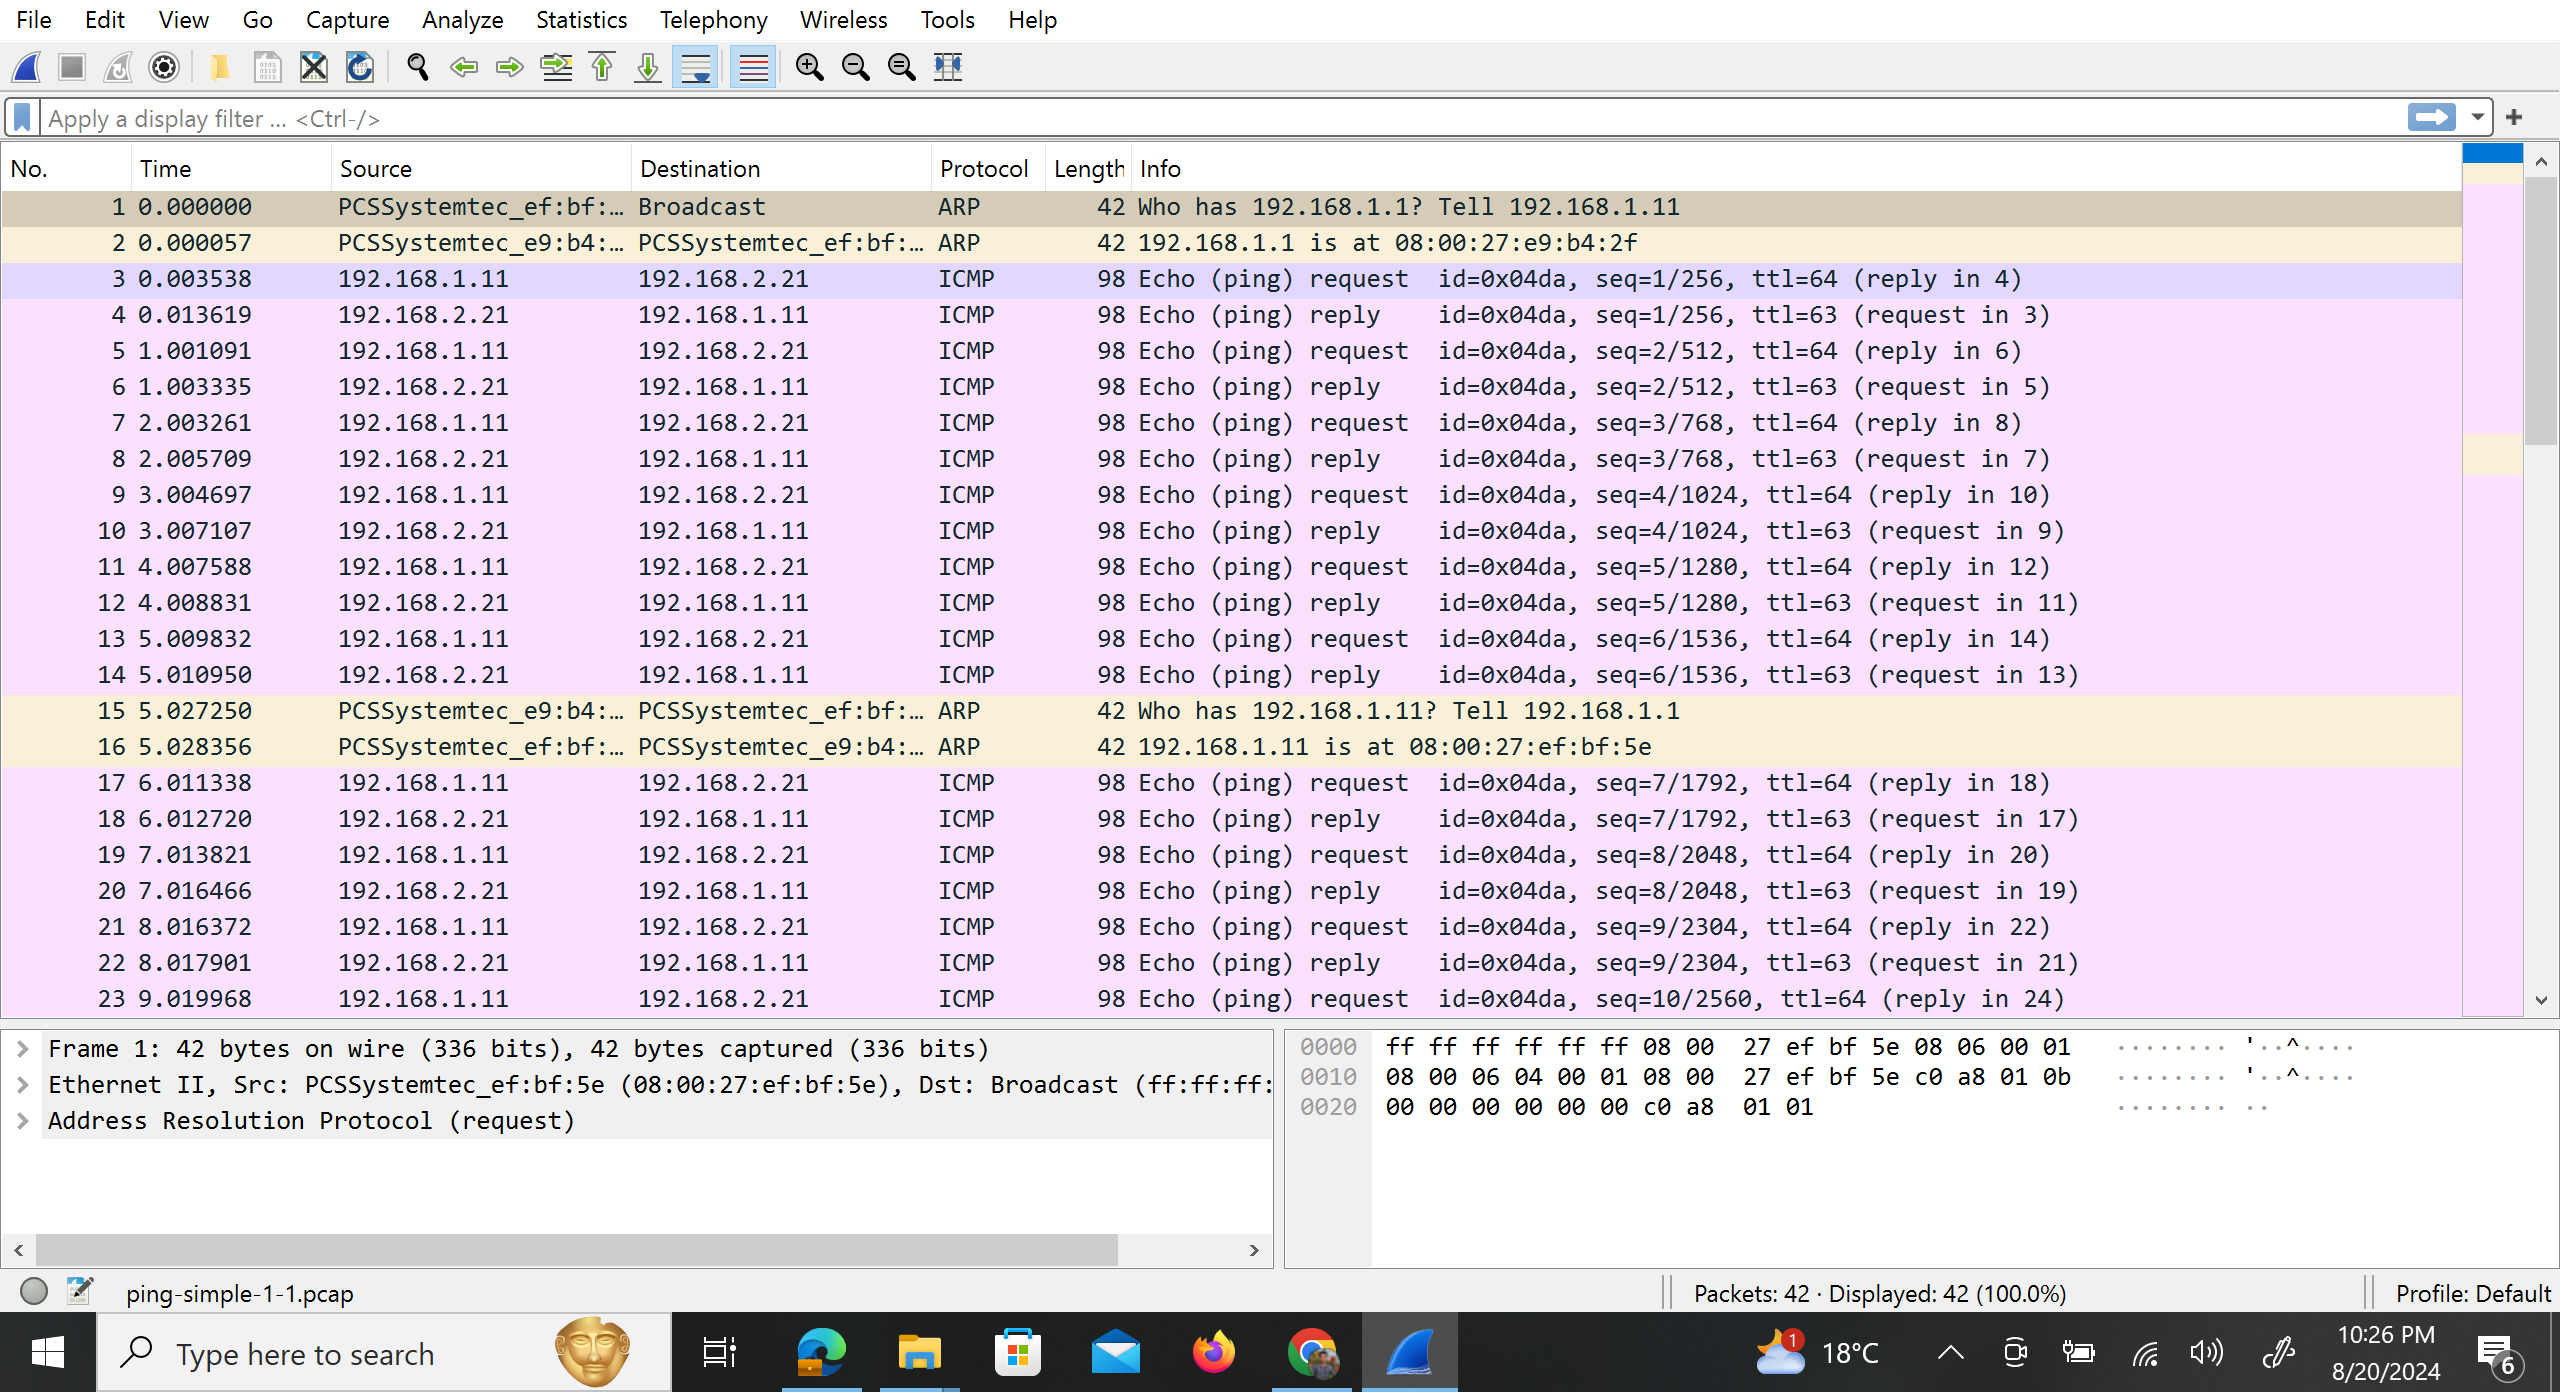 File Edit View Go Capture Analyze Statistics Telephony Wireless Tools Help
Apply a display filter ... <Ctrl-/>
No. Time Source Destination Protocol Length Info
1 0.000000 PCSSystemtec_ef:bf:… Broadcast ARP 42 Who has 192.168.1.1? Tell 192.168.1.11
2 0.000057 PCSSystemtec_e9:b4:… PCSSystemtec_ef:bf:… ARP 42 192.168.1.1 is at 08:00:27:e9:b4:2f
3 0.003538 192.168.1.11 192.168.2.21 ICMP 98 Echo (ping) request id=0x04da, seq=1/256, ttl=64 (reply in 4)
4 0.013619 192.168.2.21 192.168.1.11 ICMP 98 Echo (ping) reply id=0x04da, seq=1/256, ttl=63 (request in 3)
5 1.001091 192.168.1.11 192.168.2.21 ICMP 98 Echo (ping) request id=0x04da, seq=2/512, ttl=64 (reply in 6)
6 1.003335 192.168.2.21 192.168.1.11 ICMP 98 Echo (ping) reply id=0x04da, seq=2/512, ttl=63 (request in 5)
7 2.003261 192.168.1.11 192.168.2.21 ICMP 98 Echo (ping) request id=0x04da, seq=3/768, ttl=64 (reply in 8)
8 2.005709 192.168.2.21 192.168.1.11 ICMP 98 Echo (ping) reply id=0x04da, seq=3/768, ttl=63 (request in 7)
9 3.004697 192.168.1.11 192.168.2.21 ICMP 98 Echo (ping) request id=0x04da, seq=4/1024, ttl=64 (reply in 10)
10 3.007107 192.168.2.21 192.168.1.11 ICMP 98 Echo (ping) reply id=0x04da, seq=4/1024, ttl=63 (request in 9)
11 4.007588 192.168.1.11 192.168.2.21 ICMP 98 Echo (ping) request id=0x04da, seq=5/1280, ttl=64 (reply in 12)
12 4.008831 192.168.2.21 192.168.1.11 ICMP 98 Echo (ping) reply id=0x04da, seq=5/1280, ttl=63 (request in 11)
13 5.009832 192.168.1.11 192.168.2.21 ICMP 98 Echo (ping) request id=0x04da, seq=6/1536, ttl=64 (reply in 14)
14 5.010950 192.168.2.21 192.168.1.11 ICMP 98 Echo (ping) reply id=0x04da, seq=6/1536, ttl=63 (request in 13)
15 5.027250 PCSSystemtec_e9:b4:… PCSSystemtec_ef:bf:… ARP 42 Who has 192.168.1.11? Tell 192.168.1.1
16 5.028356 PCSSystemtec_ef:bf:… PCSSystemtec_e9:b4:… ARP 42 192.168.1.11 is at 08:00:27:ef:bf:5e
17 6.011338 192.168.1.11 192.168.2.21 ICMP 98 Echo (ping) request id=0x04da, seq=7/1792, ttl=64 (reply in 18)
18 6.012720 192.168.2.21 192.168.1.11 ICMP 98 Echo (ping) reply id=0x04da, seq=7/1792, ttl=63 (request in 17)
19 7.013821 192.168.1.11 192.168.2.21 ICMP 98 Echo (ping) request id=0x04da, seq=8/2048, ttl=64 (reply in 20)
20 7.016466 192.168.2.21 192.168.1.11 ICMP 98 Echo (ping) reply id=0x04da, seq=8/2048, ttl=63 (request in 19)
21 8.016372 192.168.1.11 192.168.2.21 ICMP 98 Echo (ping) request id=0x04da, seq=9/2304, ttl=64 (reply in 22)
22 8.017901 192.168.2.21 192.168.1.11 ICMP 98 Echo (ping) reply id=0x04da, seq=9/2304, ttl=63 (request in 21)
23 9.019968 192.168.1.11 192.168.2.21 ICMP 98 Echo (ping) request id=0x04da, seq=10/2560, ttl=64 (reply in 24)
Frame 1: 42 bytes on wire (336 bits), 42 bytes captured (336 bits)
Ethernet II, Src: PCSSystemtec_ef:bf:5e (08:00:27:ef:bf:5e), Dst: Broadcast (ff:ff:ff:
Address Resolution Protocol (request)
0000 ff ff ff ff ff ff 08 00 27 ef bf 5e 08 06 00 01 ········ '··^····
0010 08 00 06 04 00 01 08 00 27 ef bf 5e c0 a8 01 0b ········ '··^····
0020 00 00 00 00 00 00 c0 a8 01 01 ········ ··
ping-simple-1-1.pcap
Packets: 42 · Displayed: 42 (100.0%)
Profile: Default
Type here to search
1
18°C
10:26 PM
8/20/2024
6